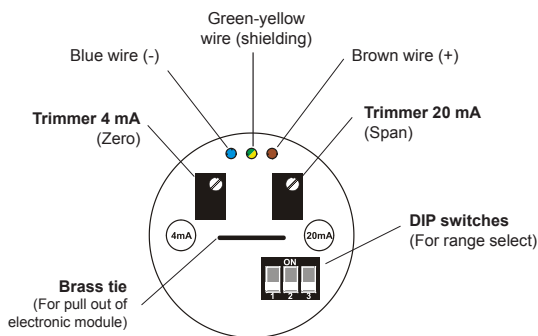 Green-yellow
wire (shielding)
Blue wire (-)
Brown wire (+)
Trimmer 4 mA
(Zero)
Trimmer 20 mA
(Span)
4mA
20mA
DIP switches
(For range select)
ON
1 2 3
Brass tie
(For pull out of
electronic module)